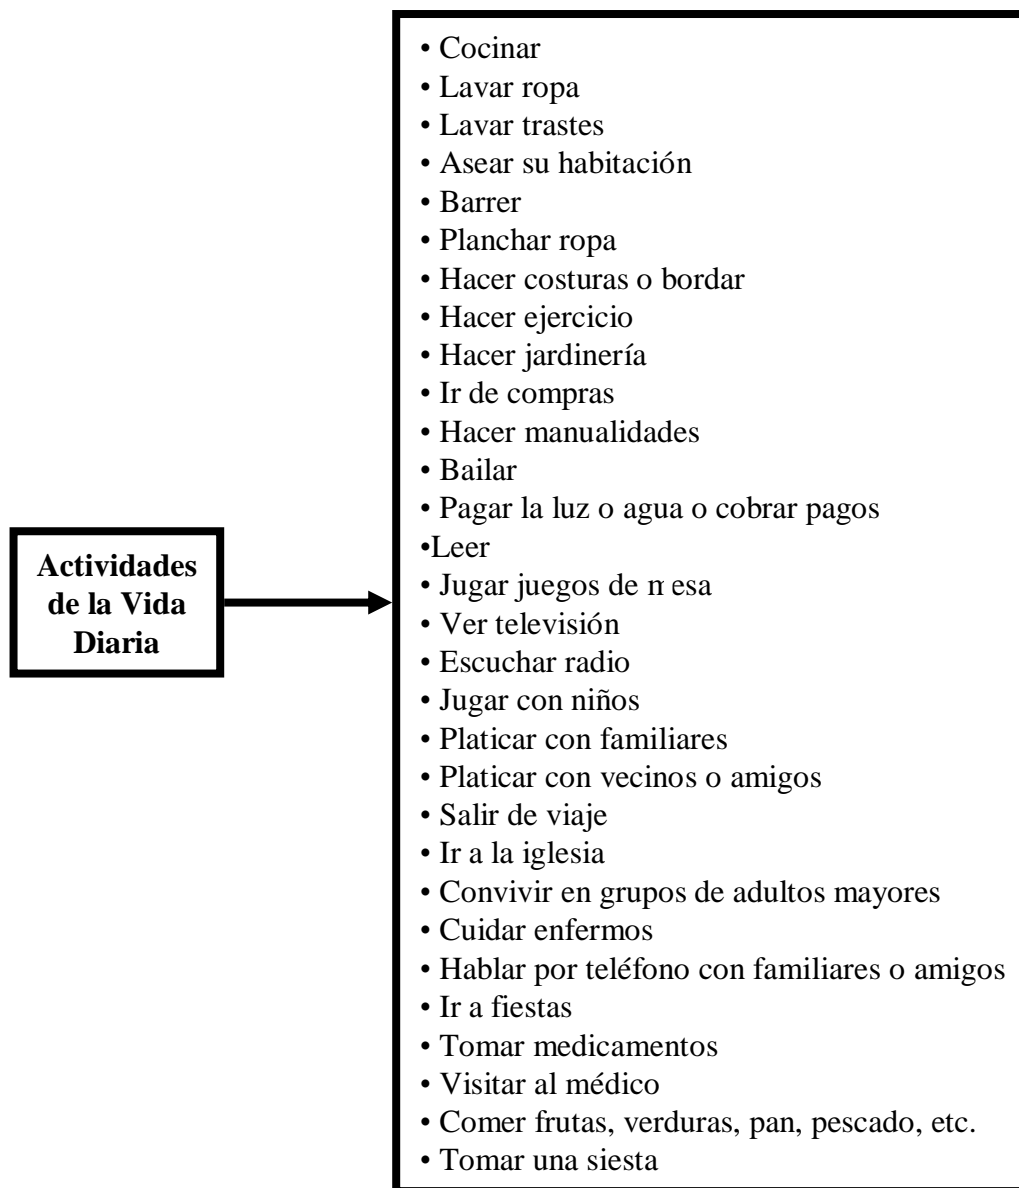 Actividades
de la Vida
Diaria
• Cocinar
• Lavar ropa
• Lavar trastes
• Asear su habitación
• Barrer
• Planchar ropa
• Hacer costuras o bordar
• Hacer ejercicio
• Hacer jardinería
• Ir de compras
• Hacer manualidades
• Bailar
• Pagar la luz o agua o cobrar pagos
•Leer
• Jugar juegos de mesa
• Ver televisión
• Escuchar radio
• Jugar con niños
• Platicar con familiares
• Platicar con vecinos o amigos
• Salir de viaje
• Ir a la iglesia
• Convivir en grupos de adultos mayores
• Cuidar enfermos
• Hablar por teléfono con familiares o amigos
• Ir a fiestas
• Tomar medicamentos
• Visitar al médico
• Comer frutas, verduras, pan, pescado, etc.
• Tomar una siesta